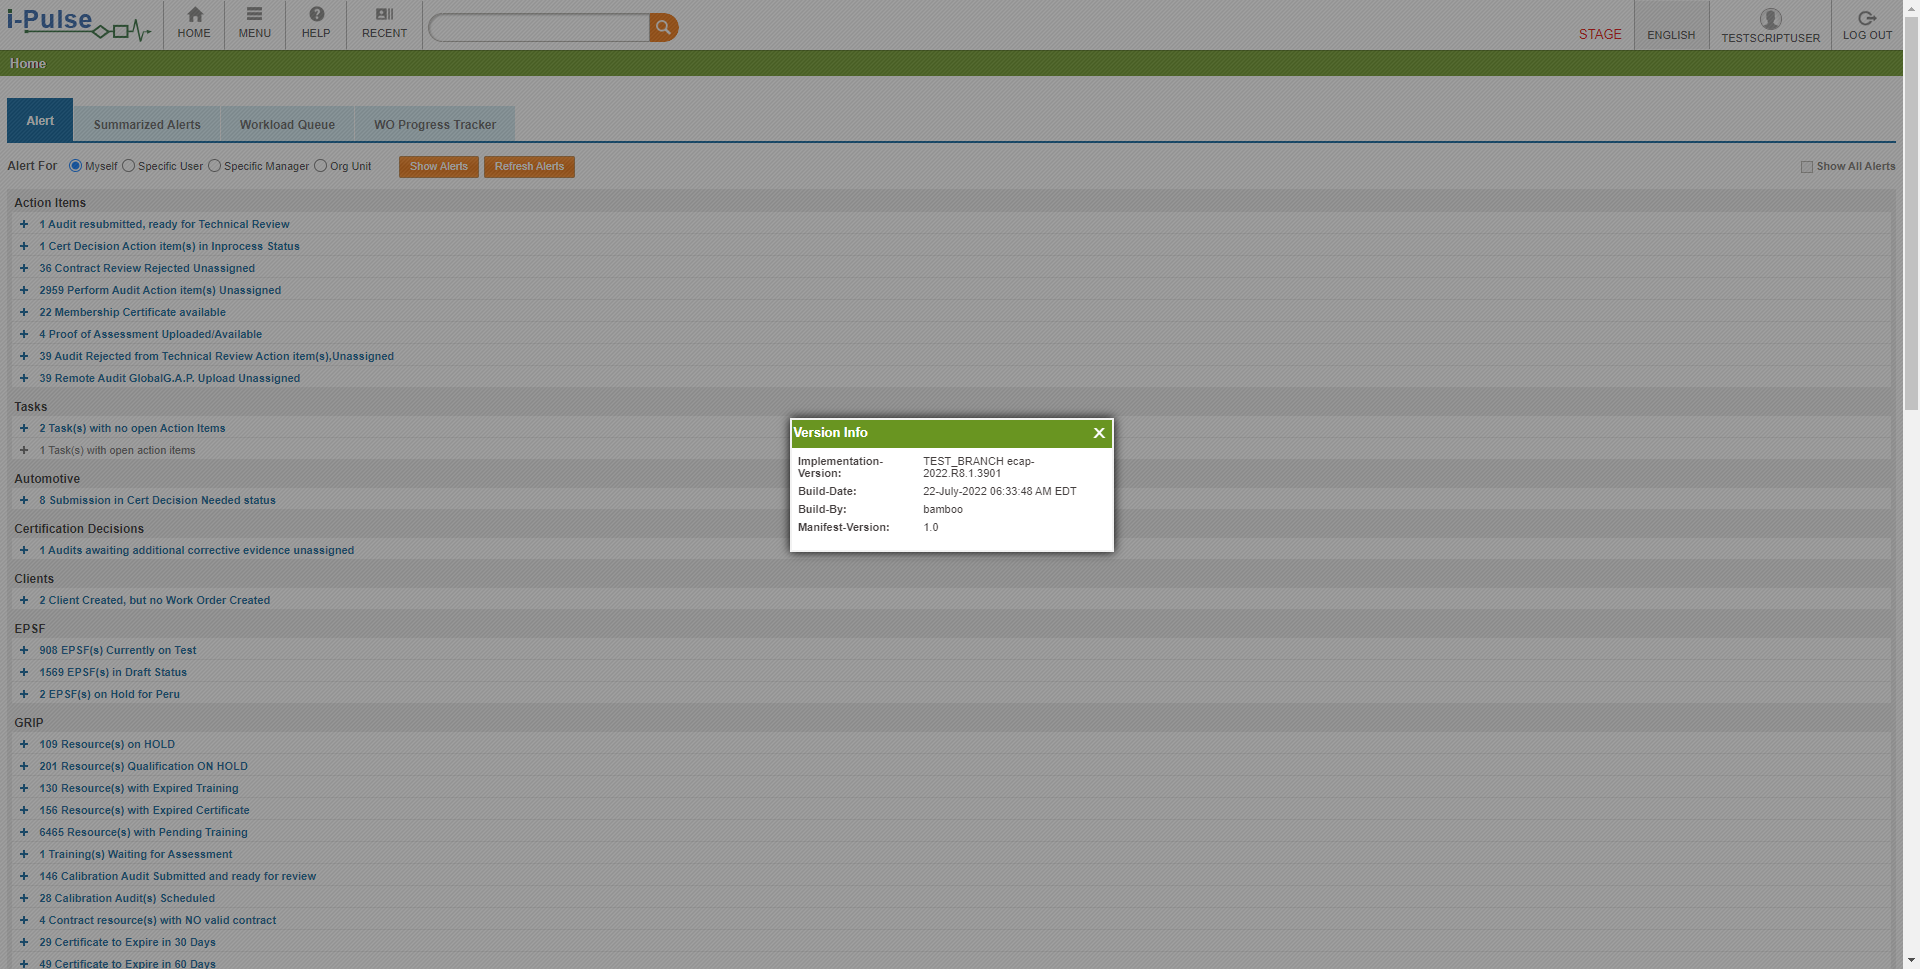 i-Pulse
HOME
MENU
HELP
RECENT
STAGE
ENGLISH
TESTSCRIPTUSER
LOG OUT
Home
Alert
Summarized Alerts
Workload Queue
WO Progress Tracker
Alert For
Myself
Specific User
Specific Manager
Org Unit
Show Alerts
Refresh Alerts
Show All Alerts
Action Items
1 Audit resubmitted, ready for Technical Review
1 Cert Decision Action item(s) in Inprocess Status
36 Contract Review Rejected Unassigned
2959 Perform Audit Action item(s) Unassigned
22 Membership Certificate available
4 Proof of Assessment Uploaded/Available
39 Audit Rejected from Technical Review Action item(s),Unassigned
39 Remote Audit GlobalG.A.P. Upload Unassigned
Tasks
2 Task(s) with no open Action Items
1 Task(s) with open action items
Automotive
8 Submission in Cert Decision Needed status
Certification Decisions
1 Audits awaiting additional corrective evidence unassigned
Clients
2 Client Created, but no Work Order Created
EPSF
908 EPSF(s) Currently on Test
1569 EPSF(s) in Draft Status
2 EPSF(s) on Hold for Peru
GRIP
109 Resource(s) on HOLD
201 Resource(s) Qualification ON HOLD
130 Resource(s) with Expired Training
156 Resource(s) with Expired Certificate
6465 Resource(s) with Pending Training
1 Training(s) Waiting for Assessment
146 Calibration Audit Submitted and ready for review
28 Calibration Audit(s) Scheduled
4 Contract resource(s) with NO valid contract
29 Certificate to Expire in 30 Days
49 Certificate to Expire in 60 Days
Version Info
X
Implementation-Version: TEST_BRANCH ecap-2022.R8.1.3901
Build-Date: 22-July-2022 06:33:48 AM EDT
Build-By: bamboo
Manifest-Version: 1.0